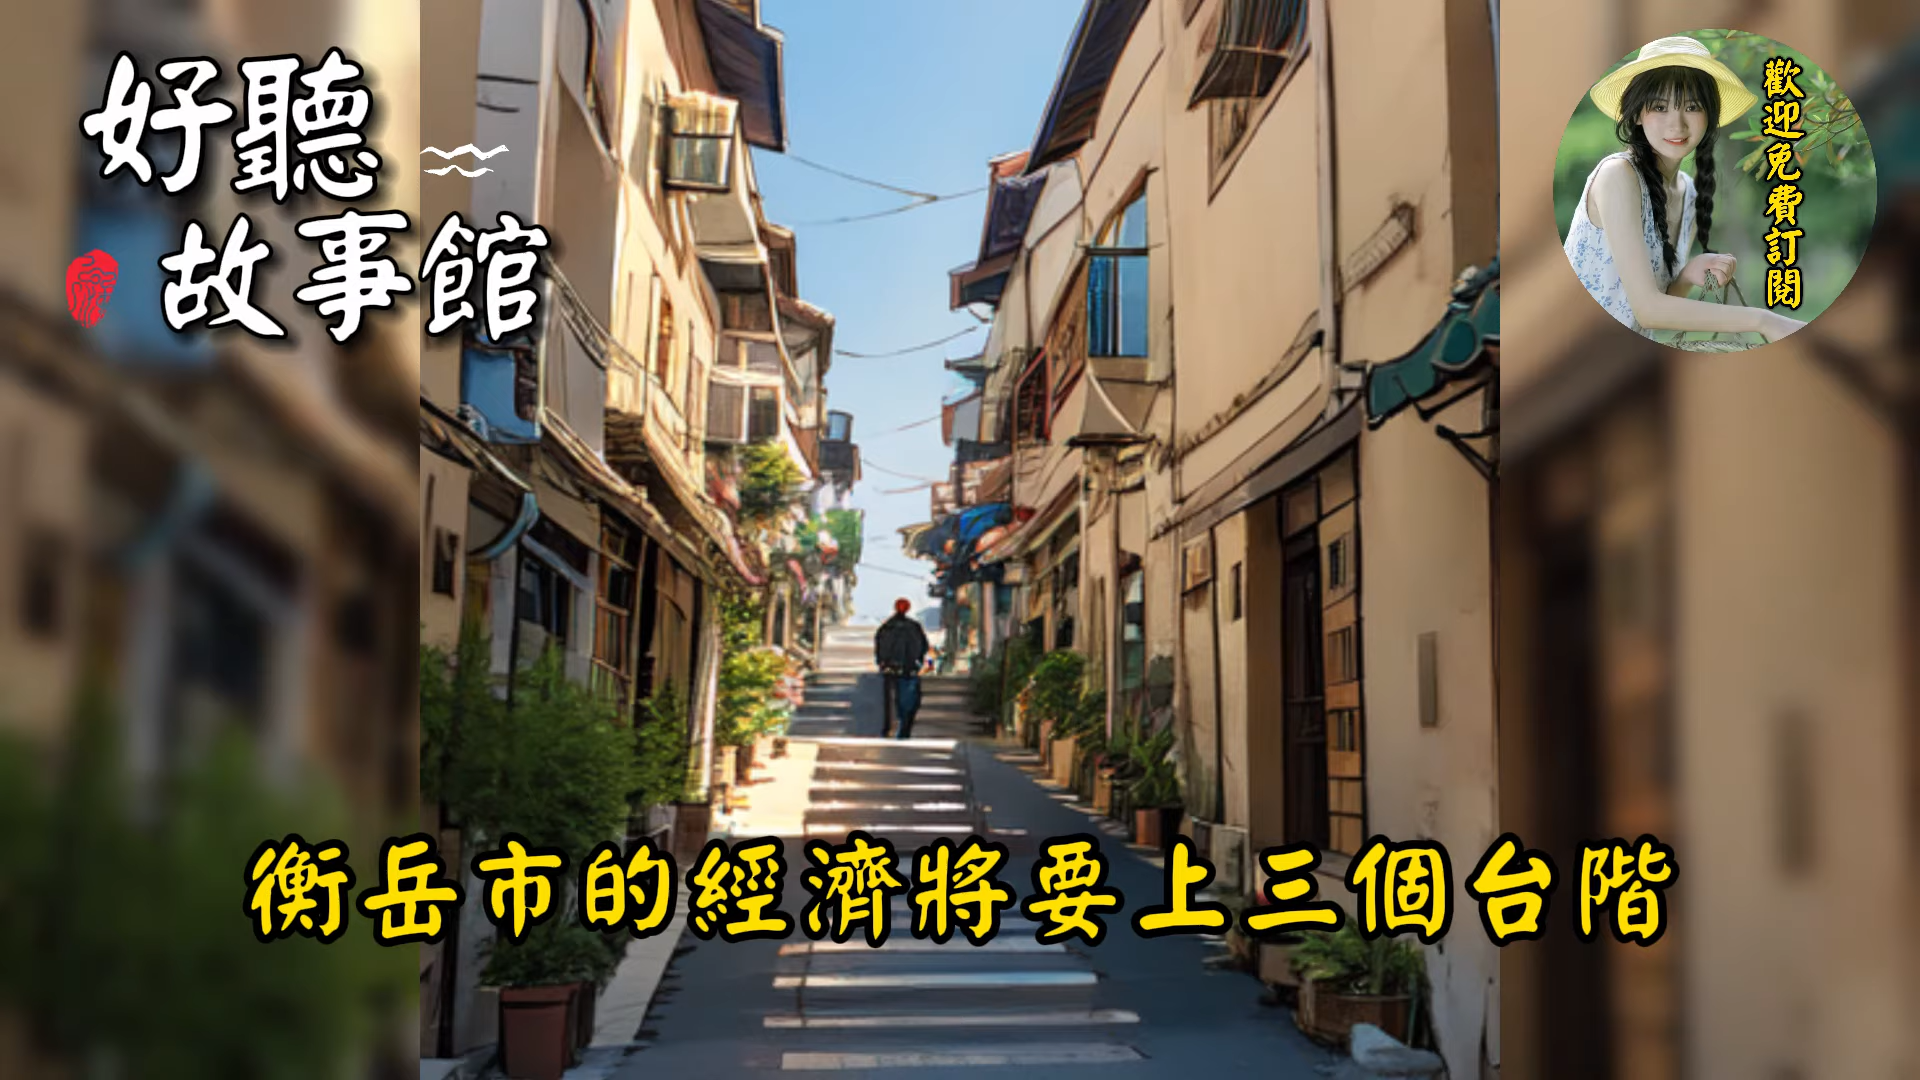 好聽
故事館
歡迎免費訂閱
衡岳市的經濟將要上三個台階